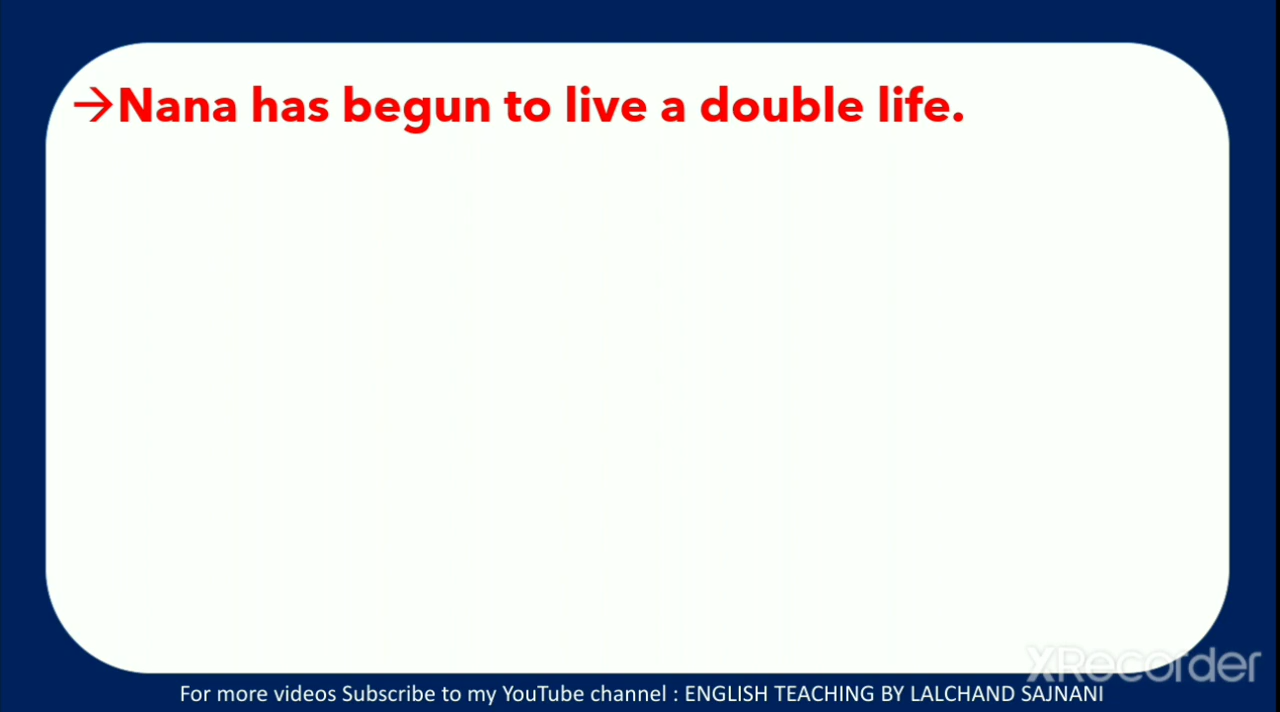 →Nana has begun to live a double life.
XRecorder
For more videos Subscribe to my YouTube channel : ENGLISH TEACHING BY LALCHAND SAJNANI